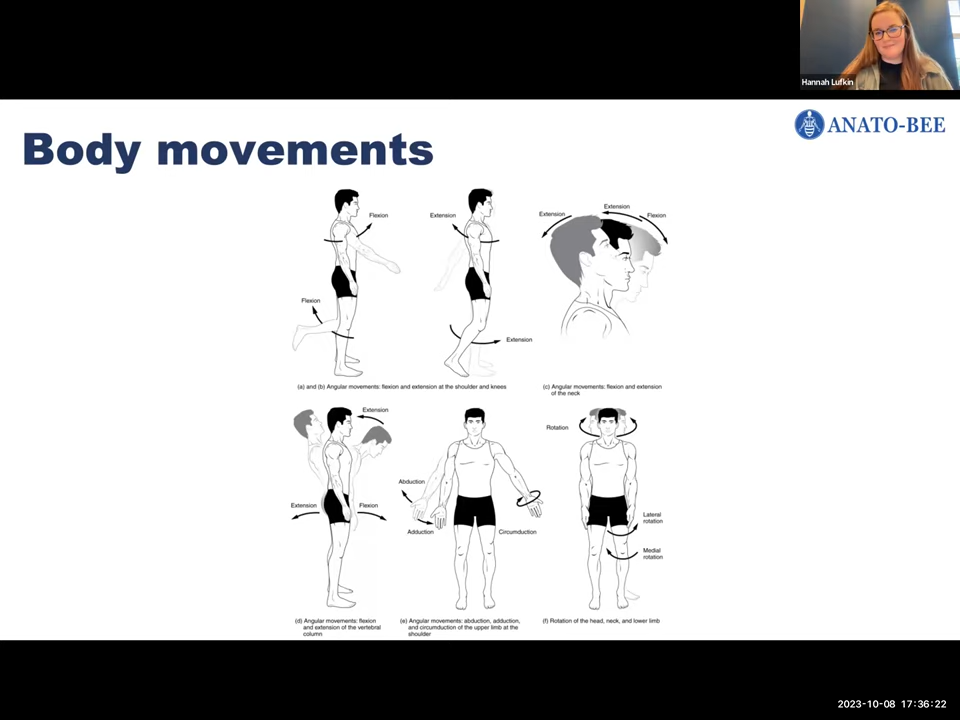 Hannah Lufkin
ANATO-BEE
Body movements
Flexion
Flexion
Extension
Extension
Extension
Extension
Flexion
(a) and (b) Angular movements: flexion and extension at the shoulder and knees
(c) Angular movements: flexion and extension
of the neck
Extension
Extension
Flexion
Abduction
Adduction
Circumduction
Rotation
Lateral
rotation
Medial
rotation
(d) Angular movements: flexion
and extension of the vertebral
column
(e) Angular movements: abduction, adduction,
and circumduction of the upper limb at the
shoulder
(f) Rotation of the head, neck, and lower limb
2023-10-08 17:36:22